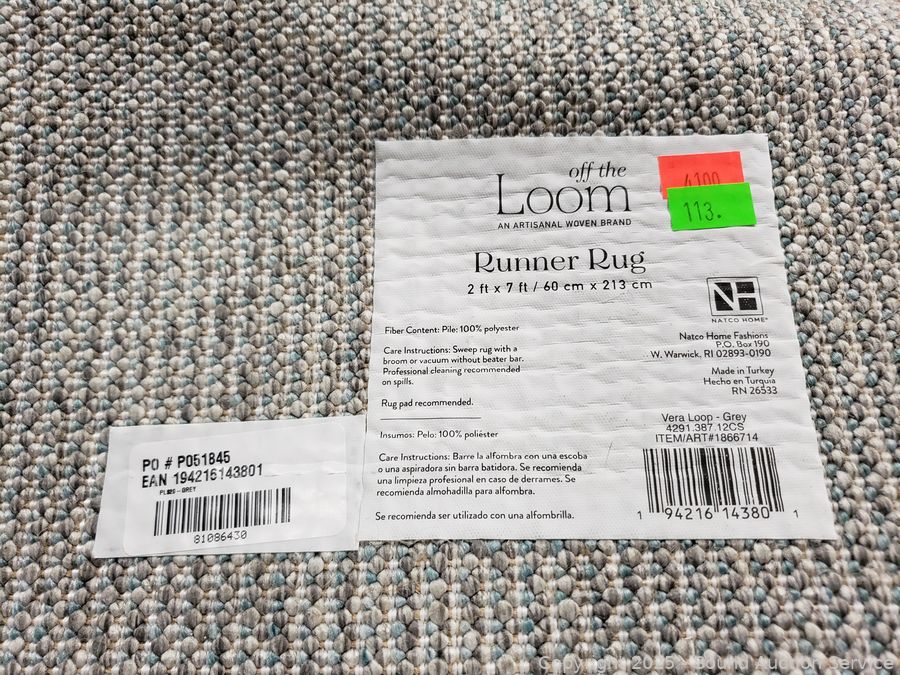 off the
Loom
AN ARTISANAL WOVEN BRAND
4100
113.
Runner Rug
2 ft x 7 ft / 60 cm x 213 cm
NATCO HOME®
Fiber Content: Pile: 100% polyester
Care Instructions: Sweep rug with a
broom or vacuum without beater bar.
Professional cleaning recommended
on spills.
Rug pad recommended.
Natco Home Fashions
P.O. Box 190
W. Warwick, RI 02893-0190
Made in Turkey
Hecho en Turquia
RN 26533
Insumos: Pelo: 100% poliéster
Care Instructions: Barre la alfombra con una escoba
o una aspiradora sin barra batidora. Se recomienda
una limpieza profesional en caso de derrames. Se
recomienda almohadilla para alfombra.
Se recomienda ser utilizado con una alfombrilla.
Vera Loop - Grey
4291.387.12CS
ITEM/ART#1866714
1 94216 14380 1
PO # P051845
EAN 194216143801
81086430
Copyright 2025 - Sound Auction Service